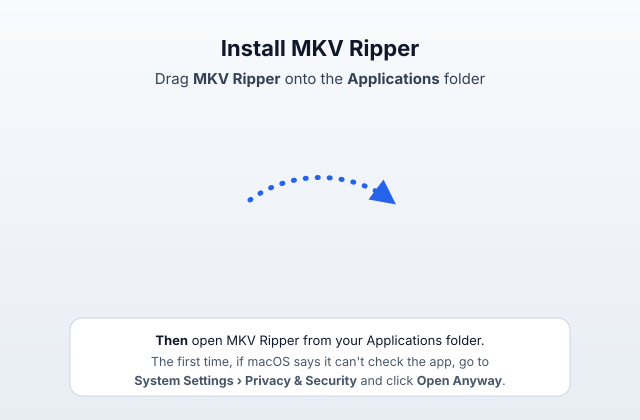 Install MKV Ripper
Drag MKV Ripper onto the Applications folder
Then open MKV Ripper from your Applications folder.
The first time, if macOS says it can't check the app, go to
System Settings › Privacy & Security and click Open Anyway.